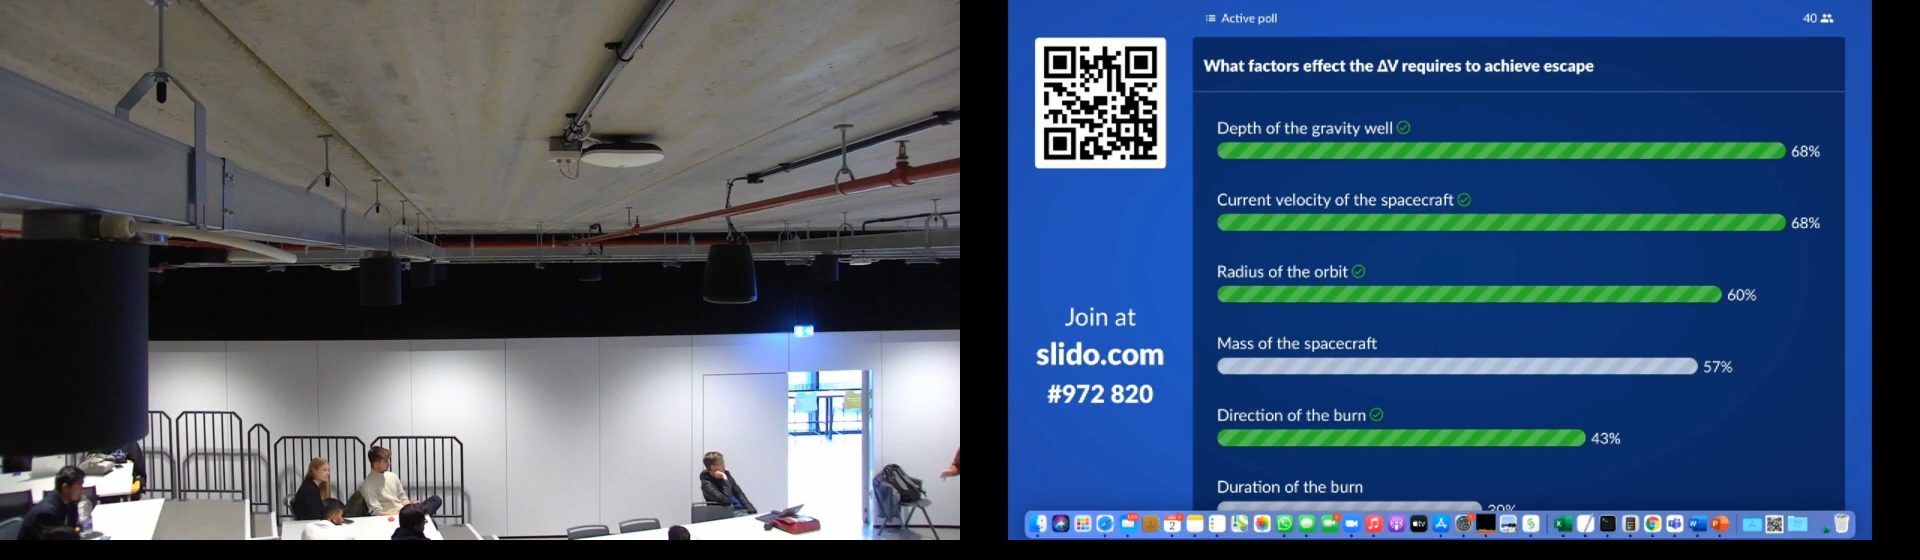 Active poll
40
What factors effect the ΔV requires to achieve escape
Depth of the gravity well
68%
Current velocity of the spacecraft
68%
Radius of the orbit
60%
Mass of the spacecraft
57%
Direction of the burn
43%
Duration of the burn
Join at
slido.com
#972 820